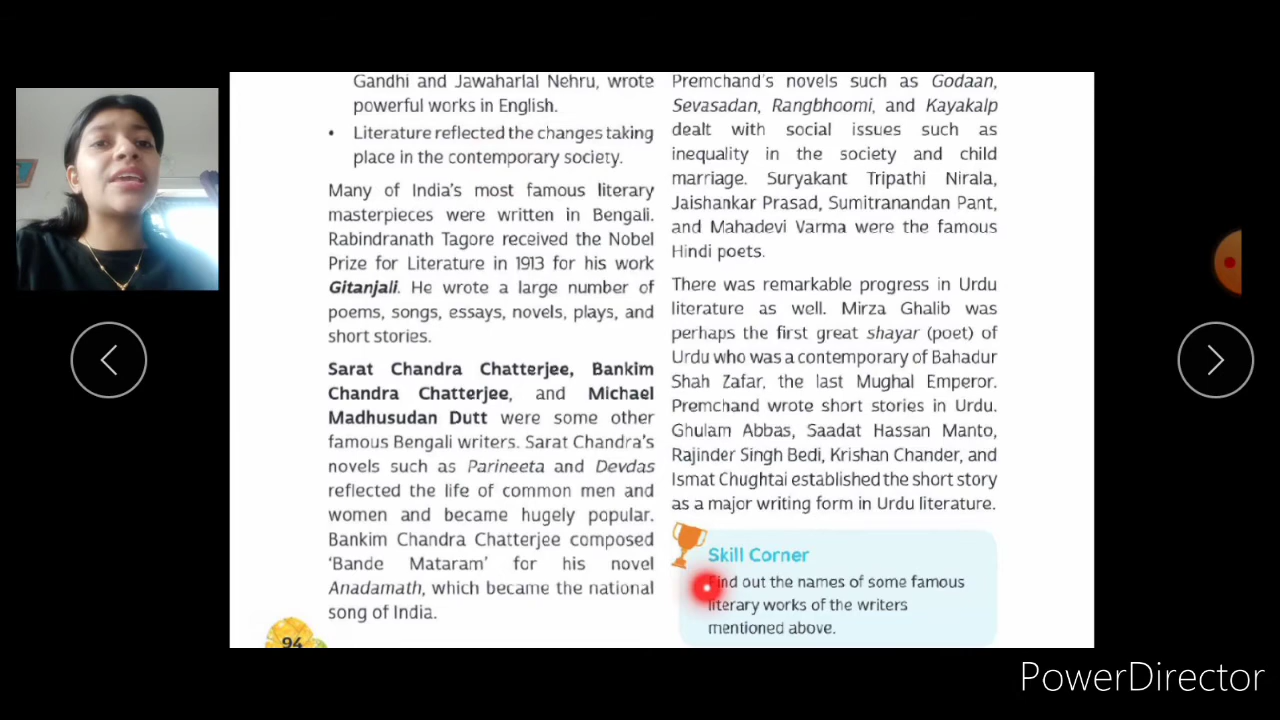 Gandhi and Jawaharlal Nehru, wrote
powerful works in English.
• Literature reflected the changes taking
place in the contemporary society.
Many of India's most famous literary
masterpieces were written in Bengali.
Rabindranath Tagore received the Nobel
Prize for Literature in 1913 for his work
Gitanjali. He wrote a large number of
poems, songs, essays, novels, plays, and
short stories.
Sarat Chandra Chatterjee, Bankim
Chandra Chatterjee, and Michael
Madhusudan Dutt were some other
famous Bengali writers. Sarat Chandra's
novels such as Parineeta and Devdas
reflected the life of common men and
women and became hugely popular.
Bankim Chandra Chatterjee composed
'Bande Mataram' for his novel
Anadamath, which became the national
song of India.
94
Premchand's novels such as Godaan,
Sevasadan, Rangbhoomi, and Kayakalp
dealt with social issues such as
inequality in the society and child
marriage. Suryakant Tripathi Nirala,
Jaishankar Prasad, Sumitranandan Pant,
and Mahadevi Varma were the famous
Hindi poets.
There was remarkable progress in Urdu
literature as well. Mirza Ghalib was
perhaps the first great shayar (poet) of
Urdu who was a contemporary of Bahadur
Shah Zafar, the last Mughal Emperor.
Premchand wrote short stories in Urdu.
Ghulam Abbas, Saadat Hassan Manto,
Rajinder Singh Bedi, Krishan Chander, and
Ismat Chughtai established the short story
as a major writing form in Urdu literature.
Skill Corner
Find out the names of some famous
literary works of the writers
mentioned above.
PowerDirector